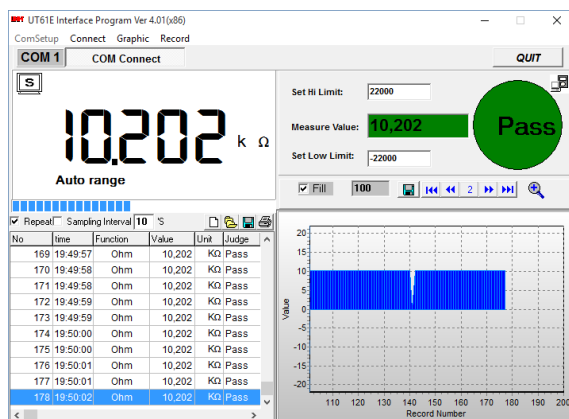 UT61E Interface Program Ver 4.01(x86)
ComSetup Connect Graphic Record
COM 1 COM Connect QUIT
S
10.202 k Ω
Auto range
Set Hi Limit: 22000
Measure Value: 10,202
Set Low Limit: -22000
Pass
Fill 100 2
Repeat Sampling Interval 10 'S
No time Function Value Unit Judge
169 19:49:57 Ohm 10,202 KΩ Pass
170 19:49:58 Ohm 10,202 KΩ Pass
171 19:49:58 Ohm 10,202 KΩ Pass
172 19:49:59 Ohm 10,202 KΩ Pass
173 19:49:59 Ohm 10,202 KΩ Pass
174 19:50:00 Ohm 10,202 KΩ Pass
175 19:50:00 Ohm 10,202 KΩ Pass
176 19:50:01 Ohm 10,202 KΩ Pass
177 19:50:01 Ohm 10,202 KΩ Pass
178 19:50:02 Ohm 10,202 KΩ Pass
Value
20
15
10
5
0
-5
-10
-15
-20
110 120 130 140 150 160 170 180 190 200
Record Number